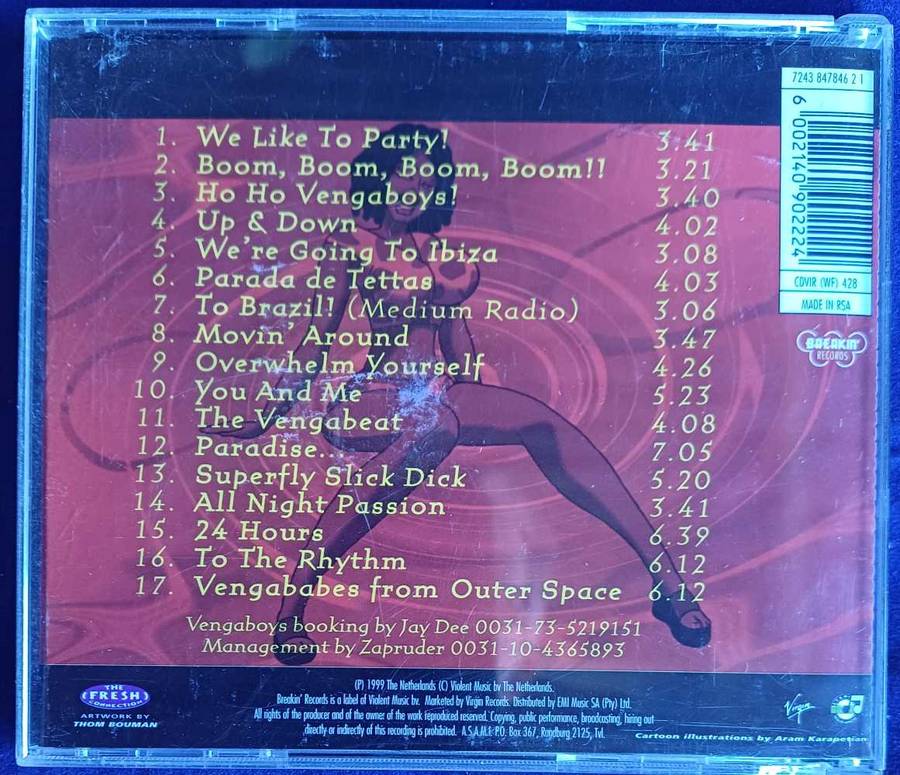 7243 847846 2 1
6 002140 902224
CDVIR (WF) 428
MADE IN RSA
BREAKIN'
RECORDS
1. We Like To Party! 3.41
2. Boom, Boom, Boom, Boom!! 3.21
3. Ho Ho Vengaboys! 3.40
4. Up & Down 4.02
5. We're Going To Ibiza 3.08
6. Parada de Tettas 4.03
7. To Brazil! (Medium Radio) 3.06
8. Movin' Around 3.47
9. Overwhelm Yourself 4.26
10. You And Me 5.23
11. The Vengabeat 4.08
12. Paradise... 7.05
13. Superfly Slick Dick 5.20
14. All Night Passion 3.41
15. 24 Hours 6.39
16. To The Rhythm 6.12
17. Vengababes from Outer Space 6.12
Vengaboys booking by Jay Dee 0031-73-5219151
Management by Zapruder 0031-10-4365893
THE
FRESH
CONNECTION
ARTWORK BY
THOM BOUMAN
(P) 1999 The Netherlands (C) Violent Music bv The Netherlands.
Breakin' Records is a label of Violent Music bv. Marketed by Virgin Records. Distributed by EMI Music SA (Pty) Ltd.
All rights of the producer and of the owner of the work reproduced reserved. Copying, public performance, broadcasting, hiring out
directly or indirectly of this recording is prohibited. A.S.A.M.I. P.O. Box 367, Randburg 2125, Tvl.
Virgin
Cartoon illustrations by Aram Karapetian